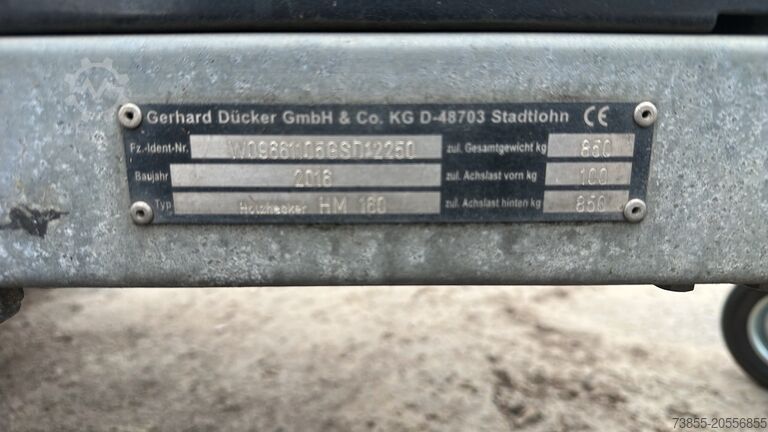 Gerhard Dücker GmbH & Co. KG D-48703 Stadtlohn CE
Fz.-Ident-Nr. W09661105GSD12250 zul. Gesamtgewicht kg 850
Baujahr 2016 zul. Achslast vorn kg 100
Typ Holzhacker HM 160 zul. Achslast hinten kg 850
73855-20556855